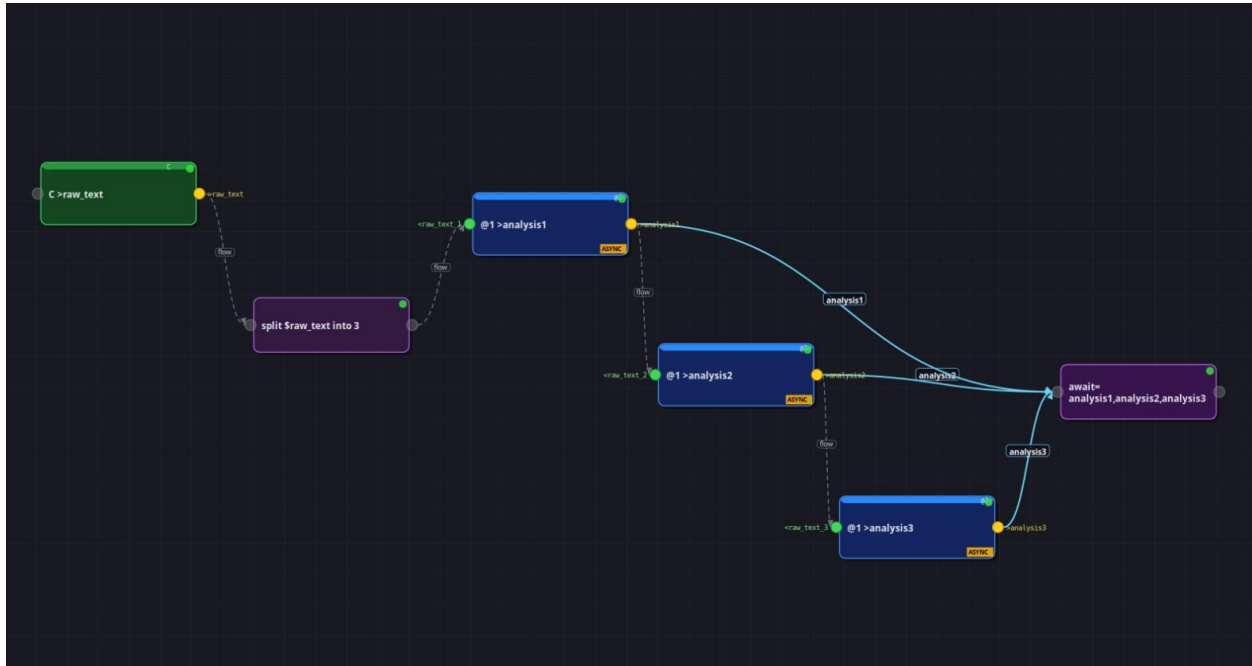 C
C >raw_text
>raw_text
flow
split $raw_text into 3
flow
<raw_text_1
@1 >analysis1
ASYNC
>analysis1
flow
analysis1
<raw_text_2
@1 >analysis2
ASYNC
>analysis2
analysis2
flow
await=
analysis1,analysis2,analysis3
analysis3
<raw_text_3
@1 >analysis3
ASYNC
>analysis3